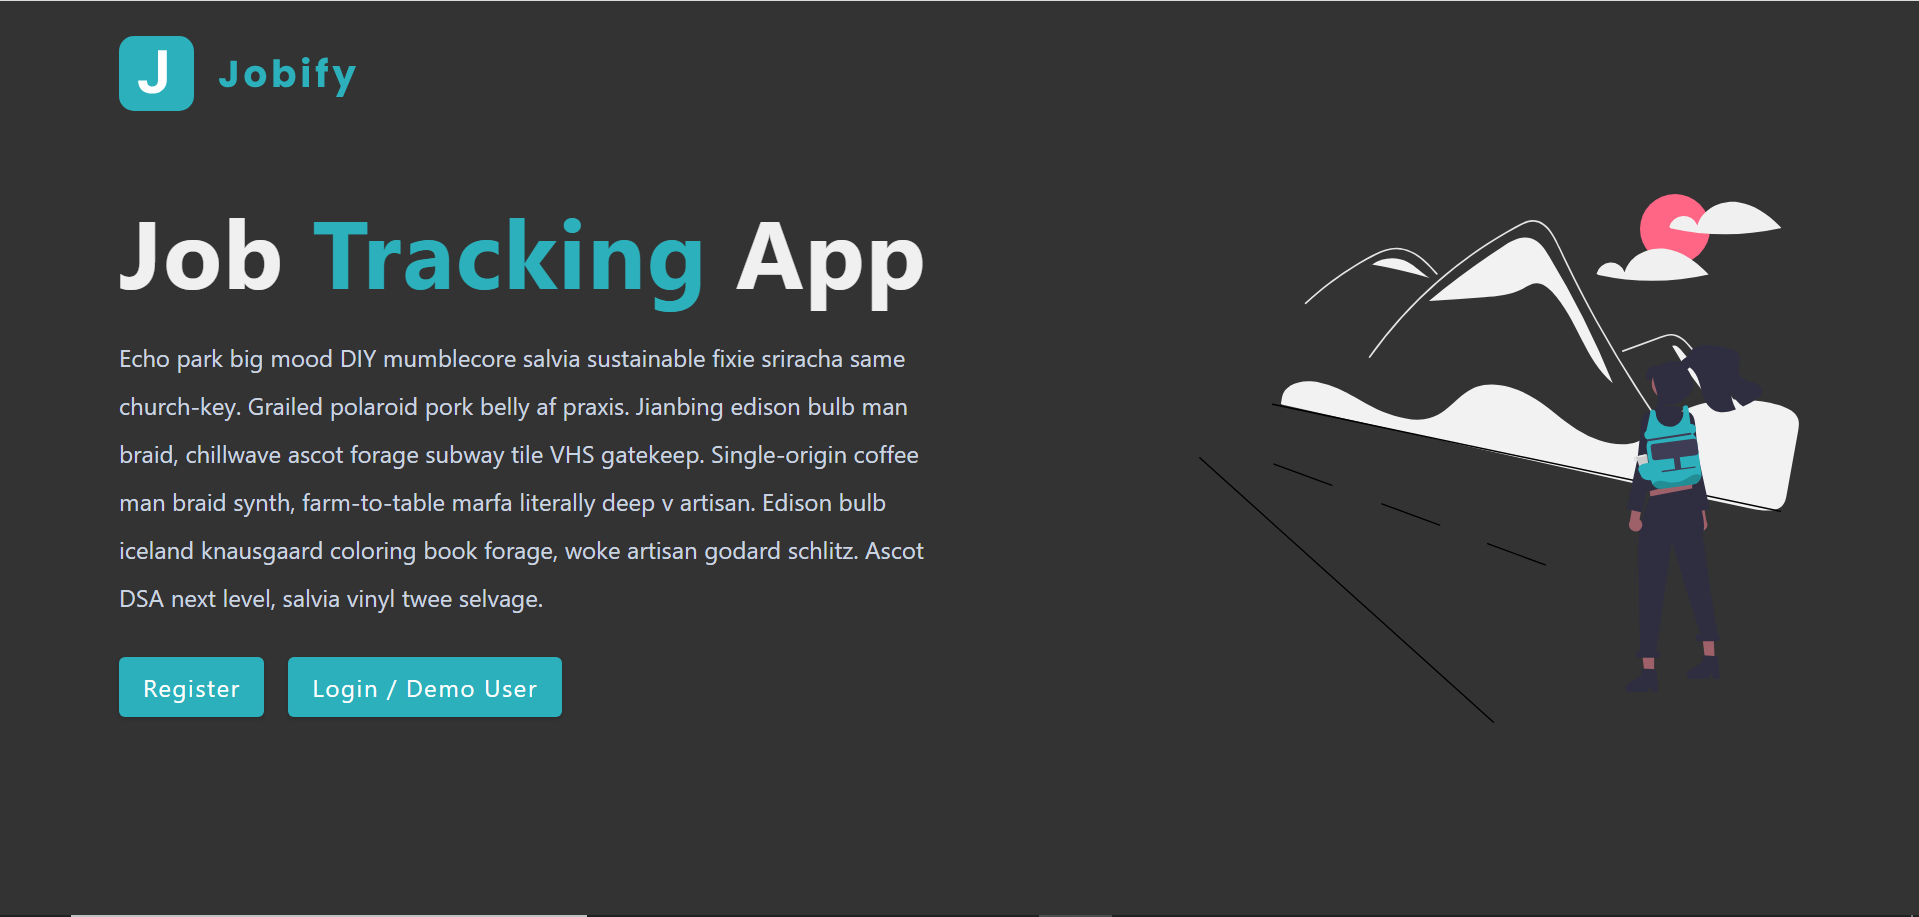 J Jobify
Job Tracking App
Echo park big mood DIY mumblecore salvia sustainable fixie sriracha same
church-key. Grailed polaroid pork belly af praxis. Jianbing edison bulb man
braid, chillwave ascot forage subway tile VHS gatekeep. Single-origin coffee
man braid synth, farm-to-table marfa literally deep v artisan. Edison bulb
iceland knausgaard coloring book forage, woke artisan godard schlitz. Ascot
DSA next level, salvia vinyl twee selvage.
Register Login / Demo User